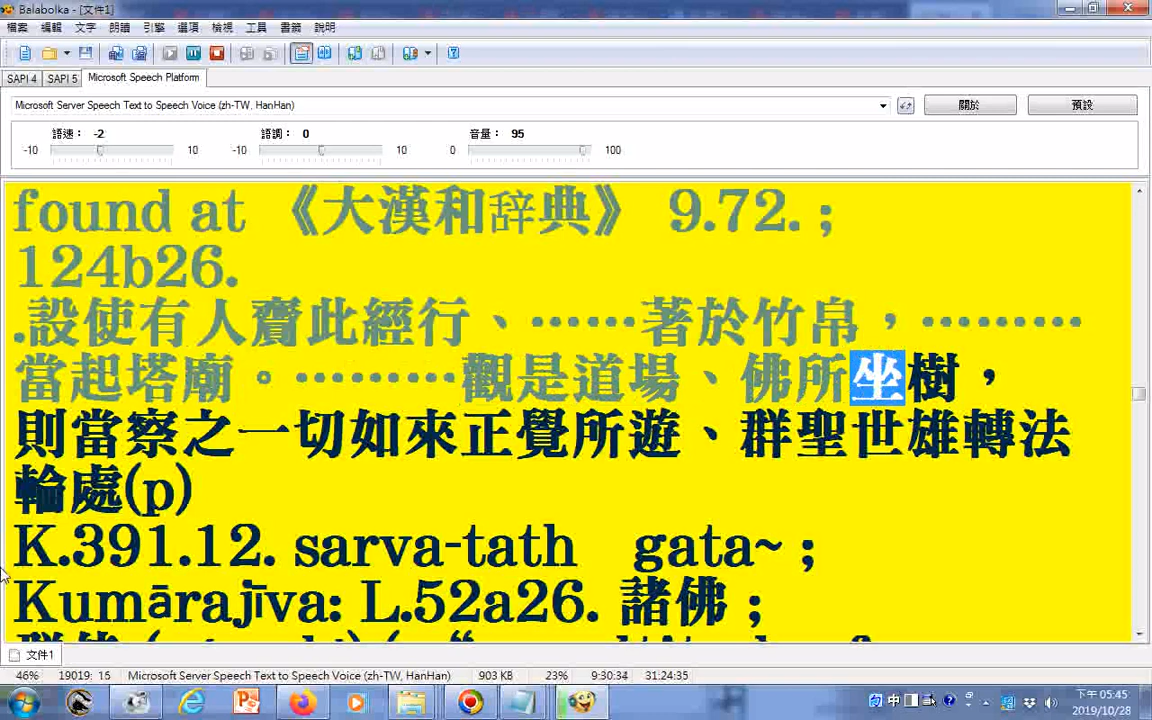 Balabolka - [文件1]
檔案 編輯 文字 朗讀 引擎 選項 檢視 工具 書籤 說明
SAPI 4 SAPI 5 Microsoft Speech Platform
Microsoft Server Speech Text to Speech Voice (zh-TW, HanHan) 關於 預設
語速： -2 語調： 0 音量： 95
-10 10 -10 10 0 100
found at 《大漢和辞典》 9.72. ;
124b26.
.設使有人齎此經行、……著於竹帛，………
當起塔廟。………觀是道場、佛所坐樹，
則當察之一切如來正覺所遊、群聖世雄轉法
輪處(p)
K.391.12. sarva-tath gata~ ;
Kumārajīva: L.52a26. 諸佛 ;
文件1
46% 19019: 15 Microsoft Server Speech Text to Speech Voice (zh-TW, HanHan) 903 KB 23% 9:30:34 31:24:35
中 下午 05:45
2019/10/28